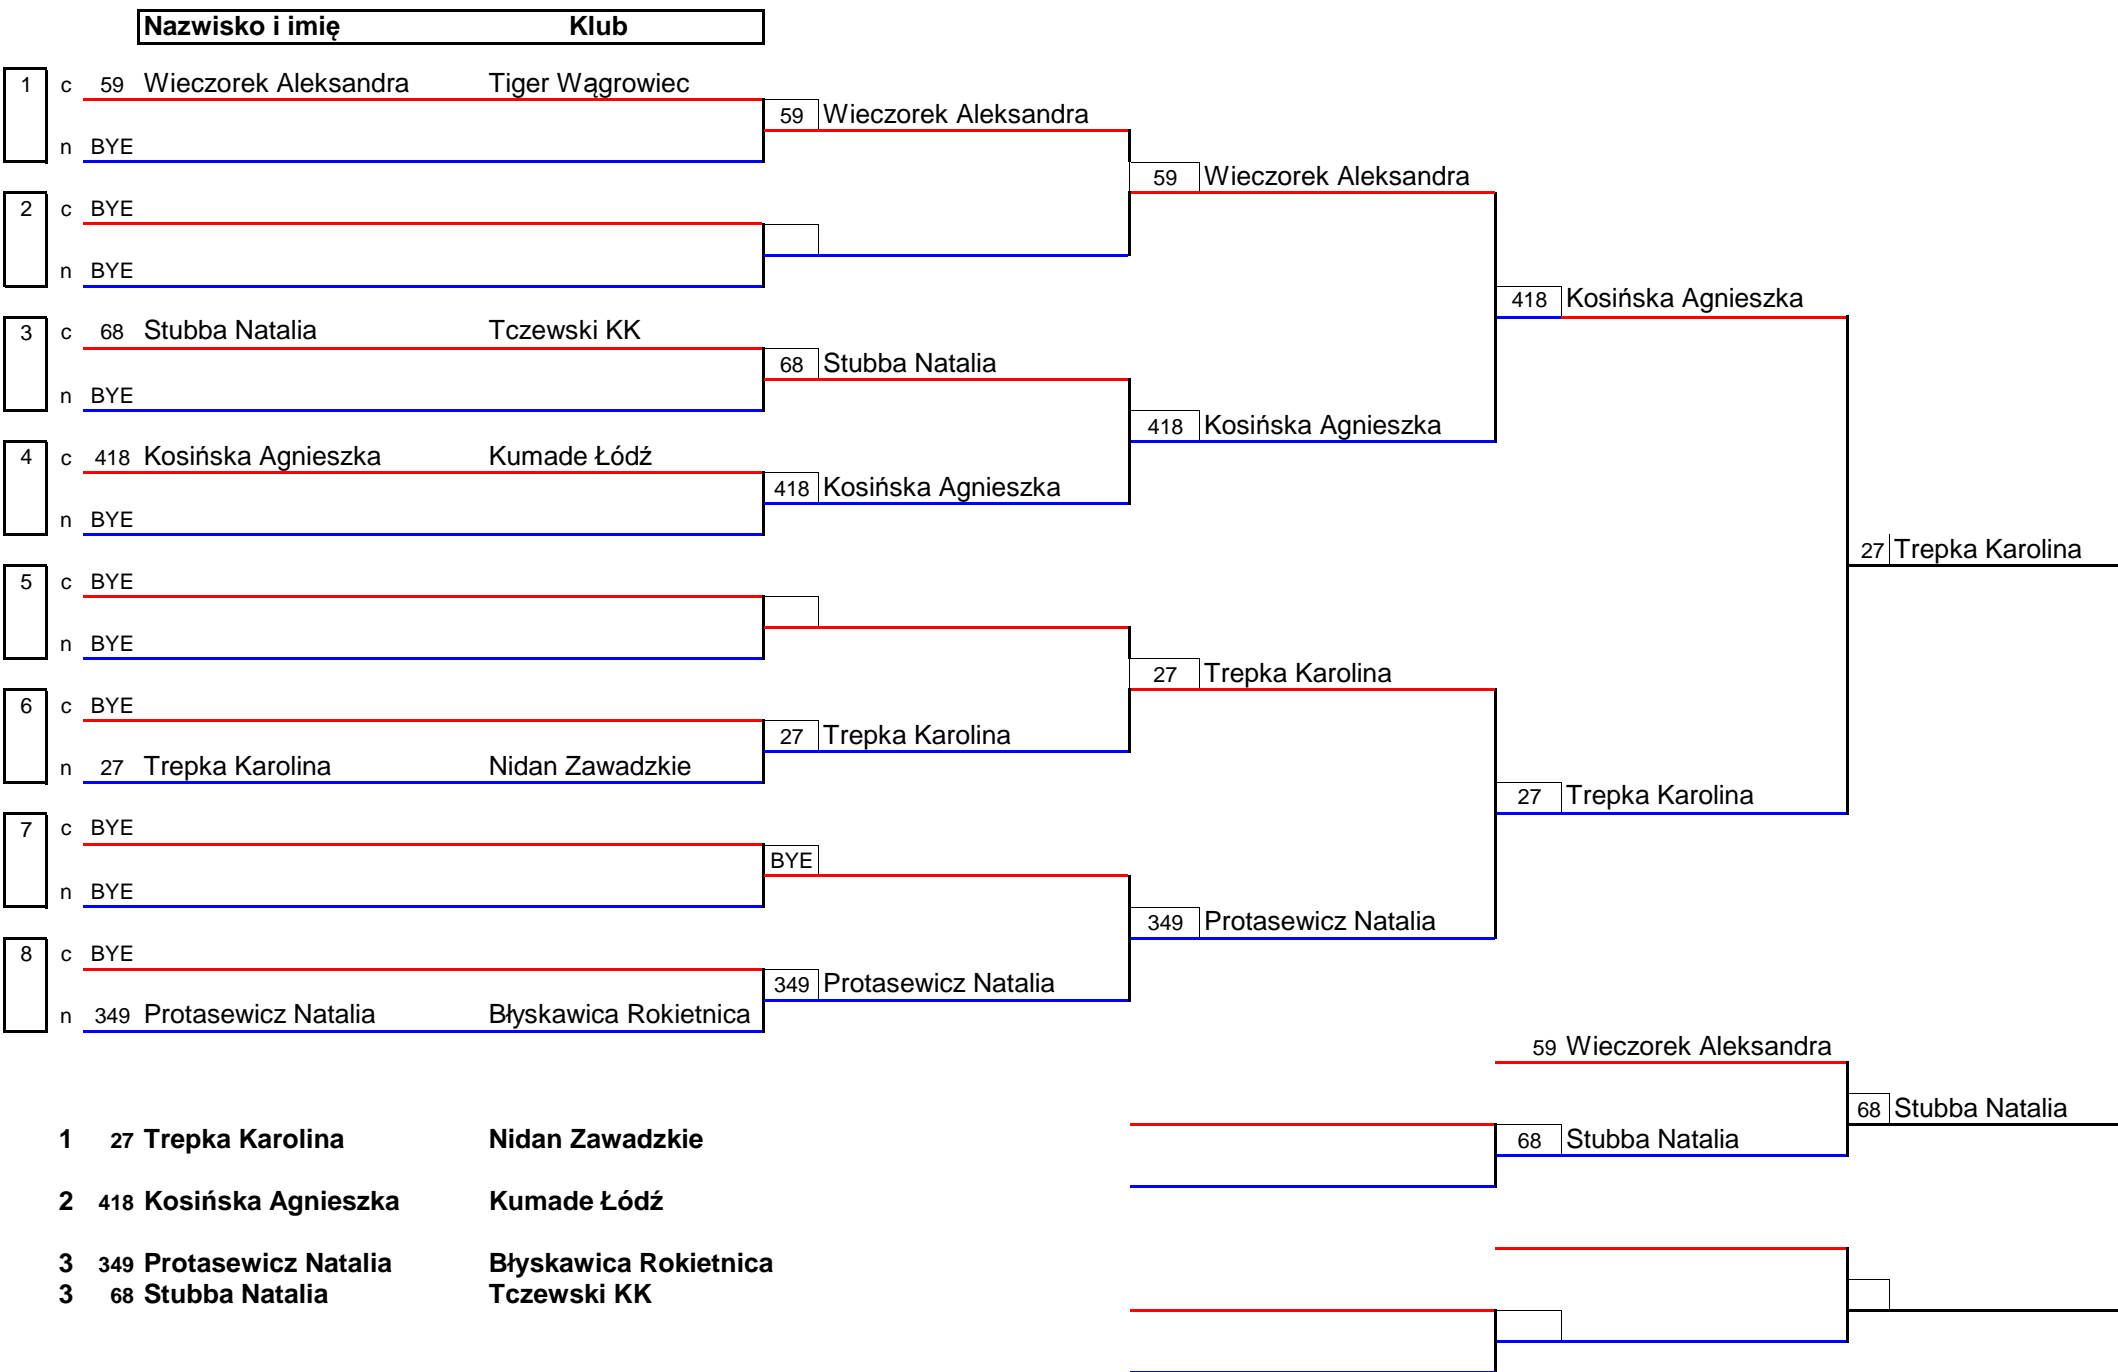 Nazwisko i imię Klub
1 c 59 Wieczorek Aleksandra Tiger Wągrowiec
59 Wieczorek Aleksandra
n BYE
59 Wieczorek Aleksandra
2 c BYE
n BYE
418 Kosińska Agnieszka
3 c 68 Stubba Natalia Tczewski KK
68 Stubba Natalia
n BYE
418 Kosińska Agnieszka
4 c 418 Kosińska Agnieszka Kumade Łódź
418 Kosińska Agnieszka
n BYE
27 Trepka Karolina
5 c BYE
n BYE
27 Trepka Karolina
6 c BYE
27 Trepka Karolina
n 27 Trepka Karolina Nidan Zawadzkie
27 Trepka Karolina
7 c BYE
BYE
n BYE
349 Protasewicz Natalia
8 c BYE
349 Protasewicz Natalia
n 349 Protasewicz Natalia Błyskawica Rokietnica
59 Wieczorek Aleksandra
68 Stubba Natalia
1 27 Trepka Karolina Nidan Zawadzkie
68 Stubba Natalia
2 418 Kosińska Agnieszka Kumade Łódź
3 349 Protasewicz Natalia Błyskawica Rokietnica
3 68 Stubba Natalia Tczewski KK